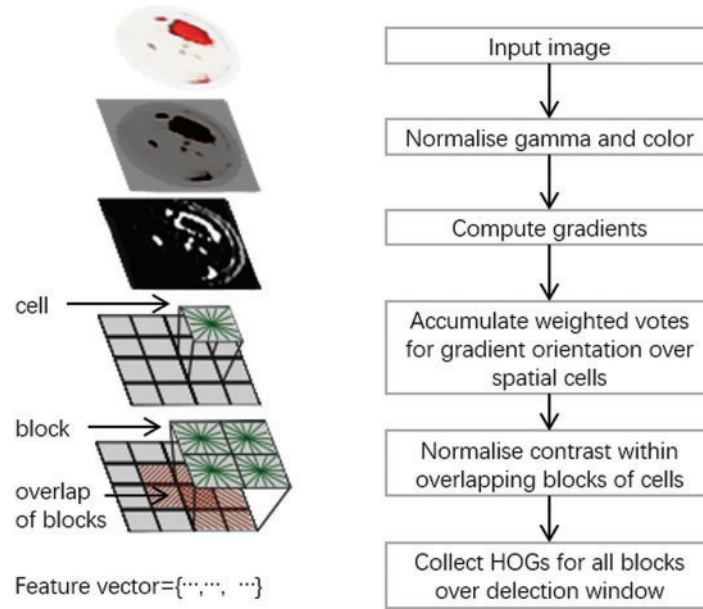 Input image
Normalise gamma and color
Compute gradients
cell
Accumulate weighted votes
for gradient orientation over
spatial cells
block
Normalise contrast within
overlapping blocks of cells
overlap
of blocks
Collect HOGs for all blocks
over delection window
Feature vector={···,···, ···}